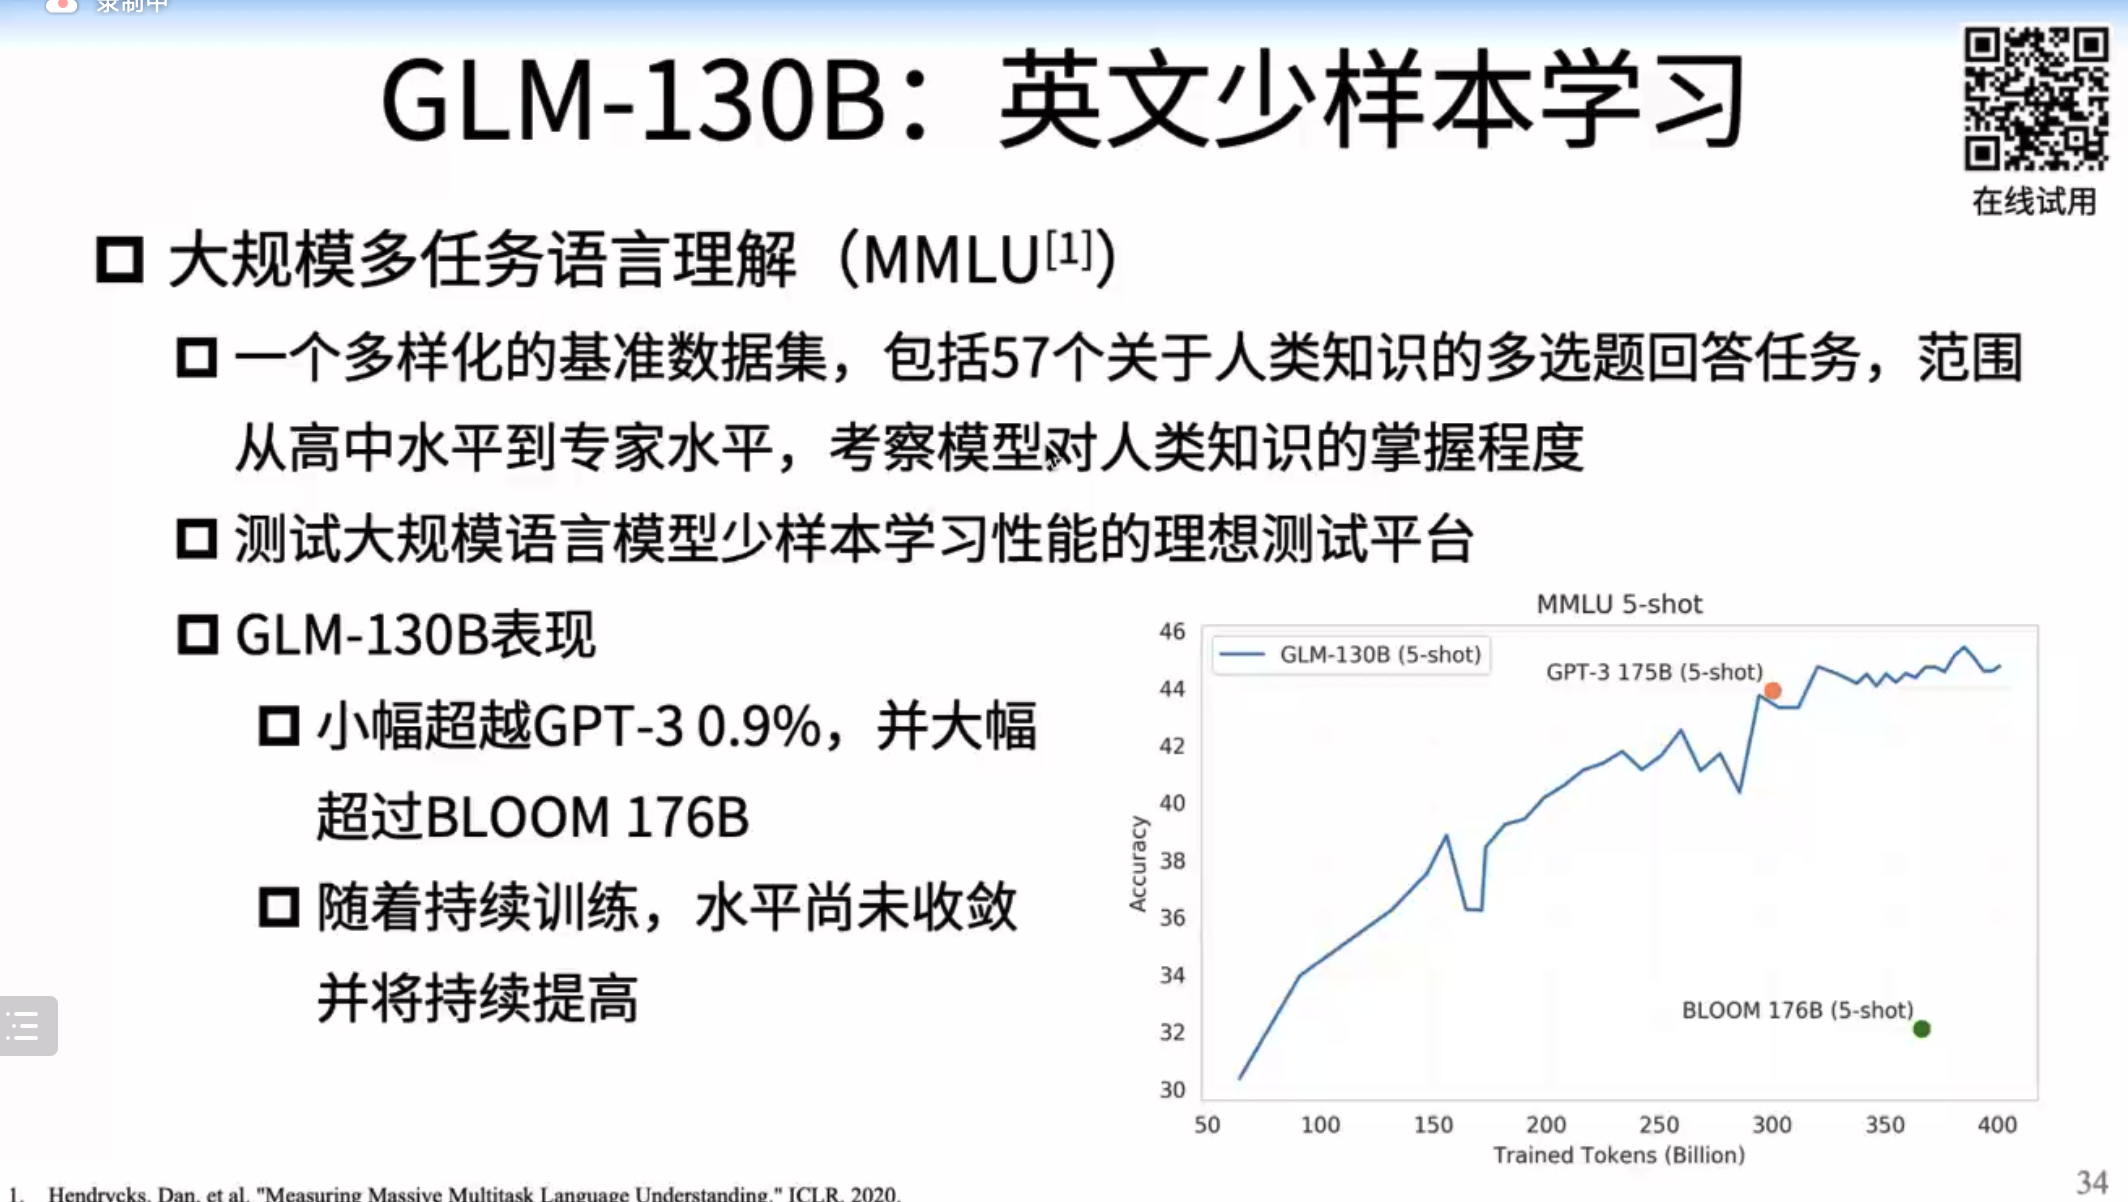 录制中
GLM-130B：英文少样本学习
在线试用
大规模多任务语言理解（MMLU[1]）
一个多样化的基准数据集，包括57个关于人类知识的多选题回答任务，范围
从高中水平到专家水平，考察模型对人类知识的掌握程度
测试大规模语言模型少样本学习性能的理想测试平台
GLM-130B表现
小幅超越GPT-3 0.9%，并大幅
超过BLOOM 176B
随着持续训练，水平尚未收敛
并将持续提高
MMLU 5-shot
GLM-130B (5-shot)
GPT-3 175B (5-shot)
BLOOM 176B (5-shot)
Accuracy
46
44
42
40
38
36
34
32
30
50 100 150 200 250 300 350 400
Trained Tokens (Billion)
1. Hendrycks, Dan, et al. "Measuring Massive Multitask Language Understanding." ICLR, 2020.
34